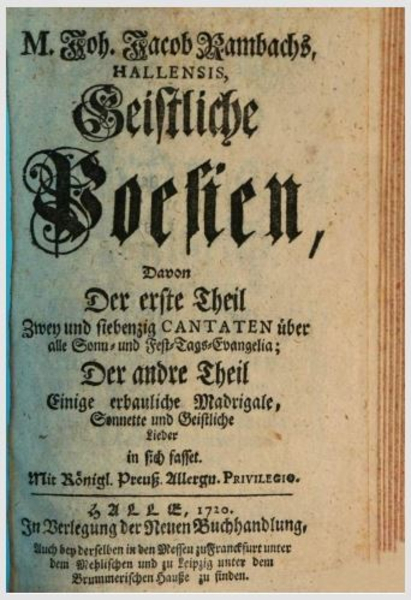 M. Joh. Jacob Rambachs,
HALLENSIS,
Geistliche
Poesien,
Davon
Der erste Theil
Zwey und siebenzig CANTATEN über
alle Sonn- und Fest-Tags-Evangelia;
Der andre Theil
Einige erbauliche Madrigale,
Sonnette und Geistliche
Lieder
in sich fasset.
Mit Königl. Preuß. Allergn. PRIVILEGIO.
HALLE, 1720.
In Verlegung der Neuen Buchhandlung,
Auch bey derselben in den Messen zu Franckfurt unter
dem Mehlischen und zu Leipzig unter dem
Brummerischen Hauße zu finden.